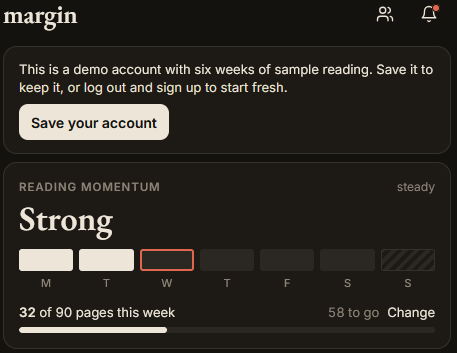 margin
This is a demo account with six weeks of sample reading. Save it to
keep it, or log out and sign up to start fresh.
Save your account
READING MOMENTUM steady
Strong
M T W T F S S
32 of 90 pages this week 58 to go Change